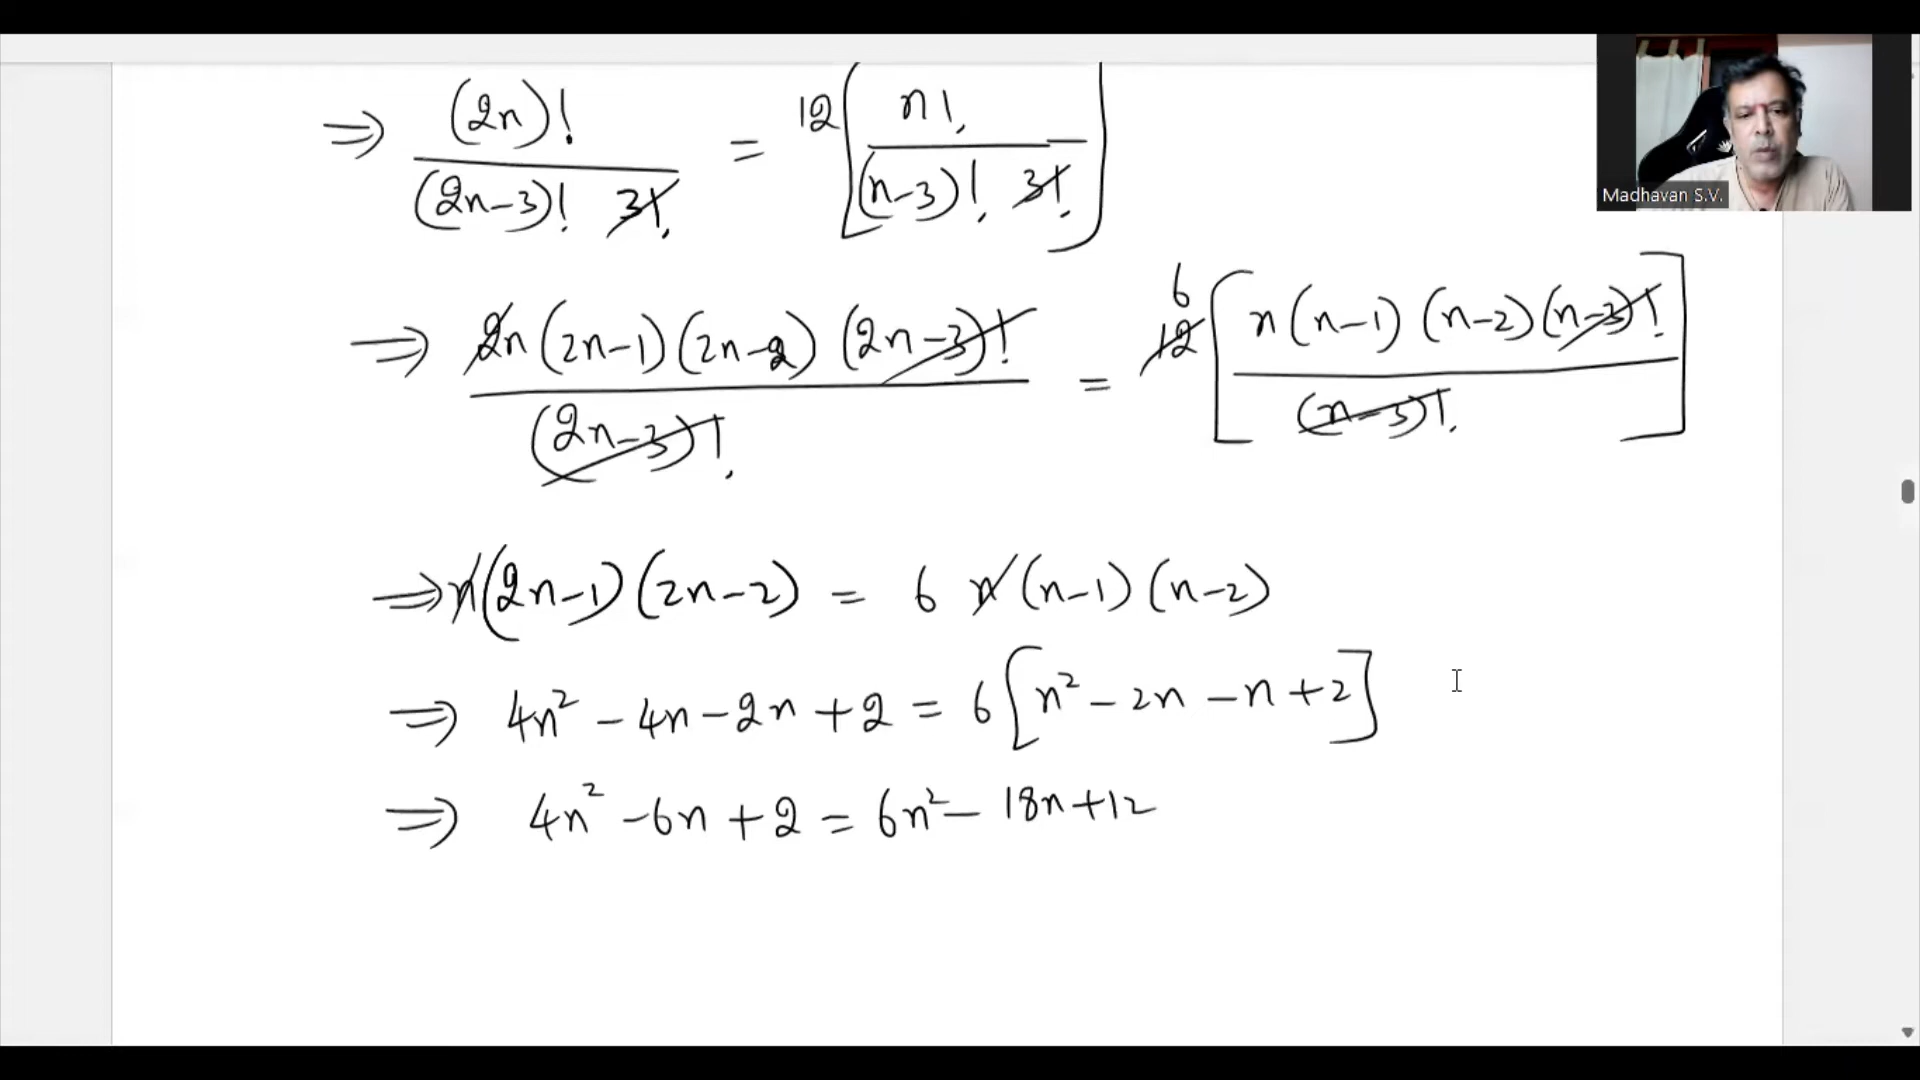 ⇒ (2n)! / (2n-3)! 3! = 12 [ n! / (n-3)! 3! ]
Madhavan S.V.
⇒ 2n (2n-1) (2n-2) (2n-3)! / (2n-3)! = 6 12 [ n (n-1) (n-2) (n-3)! / (n-3)! ]
⇒ n (2n-1) (2n-2) = 6 n (n-1) (n-2)
⇒ 4n² - 4n - 2n + 2 = 6 [ n² - 2n - n + 2 ]
⇒ 4n² - 6n + 2 = 6n² - 18n + 12